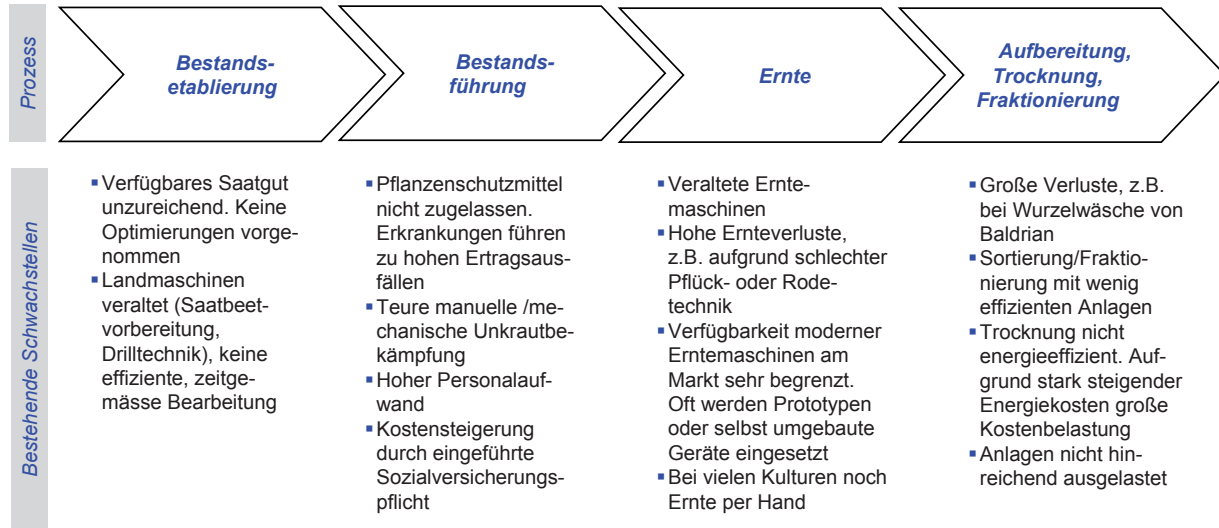 Prozess
Bestands-
etablierung
Bestands-
führung
Ernte
Aufbereitung,
Trocknung,
Fraktionierung
Bestehende Schwachstellen
▪Verfügbares Saatgut
unzureichend. Keine
Optimierungen vorge-
nommen
▪Landmaschinen
veraltet (Saatbeet-
vorbereitung,
Drilltechnik), keine
effiziente, zeitge-
mässe Bearbeitung
▪Pflanzenschutzmittel
nicht zugelassen.
Erkrankungen führen
zu hohen Ertragsaus-
fällen
▪Teure manuelle /me-
chanische Unkrautbe-
kämpfung
▪Hoher Personalauf-
wand
▪Kostensteigerung
durch eingeführte
Sozialversicherungs-
pflicht
▪Veraltete Ernte-
maschinen
▪Hohe Ernteverluste,
z.B. aufgrund schlechter
Pflück- oder Rode-
technik
▪Verfügbarkeit moderner
Erntemaschinen am
Markt sehr begrenzt.
Oft werden Prototypen
oder selbst umgebaute
Geräte eingesetzt
▪Bei vielen Kulturen noch
Ernte per Hand
▪Große Verluste, z.B.
bei Wurzelwäsche von
Baldrian
▪Sortierung/Fraktio-
nierung mit wenig
effizienten Anlagen
▪Trocknung nicht
energieeffizient. Auf-
grund stark steigender
Energiekosten große
Kostenbelastung
▪Anlagen nicht hin-
reichend ausgelastet